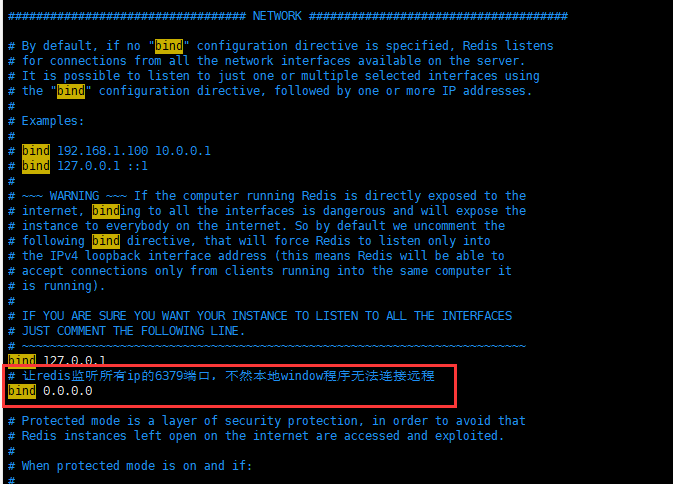 ################################## NETWORK #####################################

# By default, if no "bind" configuration directive is specified, Redis listens
# for connections from all the network interfaces available on the server.
# It is possible to listen to just one or multiple selected interfaces using
# the "bind" configuration directive, followed by one or more IP addresses.
#
# Examples:
#
# bind 192.168.1.100 10.0.0.1
# bind 127.0.0.1 ::1
#
# ~~~ WARNING ~~~ If the computer running Redis is directly exposed to the
# internet, binding to all the interfaces is dangerous and will expose the
# instance to everybody on the internet. So by default we uncomment the
# following bind directive, that will force Redis to listen only into
# the IPv4 loopback interface address (this means Redis will be able to
# accept connections only from clients running into the same computer it
# is running).
#
# IF YOU ARE SURE YOU WANT YOUR INSTANCE TO LISTEN TO ALL THE INTERFACES
# JUST COMMENT THE FOLLOWING LINE.
# ~~~~~~~~~~~~~~~~~~~~~~~~~~~~~~~~~~~~~~~~~~~~~~~~~~~~~~~~~~~~~~~~~~~~~~~~
bind 127.0.0.1
# 让redis监听所有ip的6379端口, 不然本地window程序无法连接远程
bind 0.0.0.0

# Protected mode is a layer of security protection, in order to avoid that
# Redis instances left open on the internet are accessed and exploited.
#
# When protected mode is on and if:
#